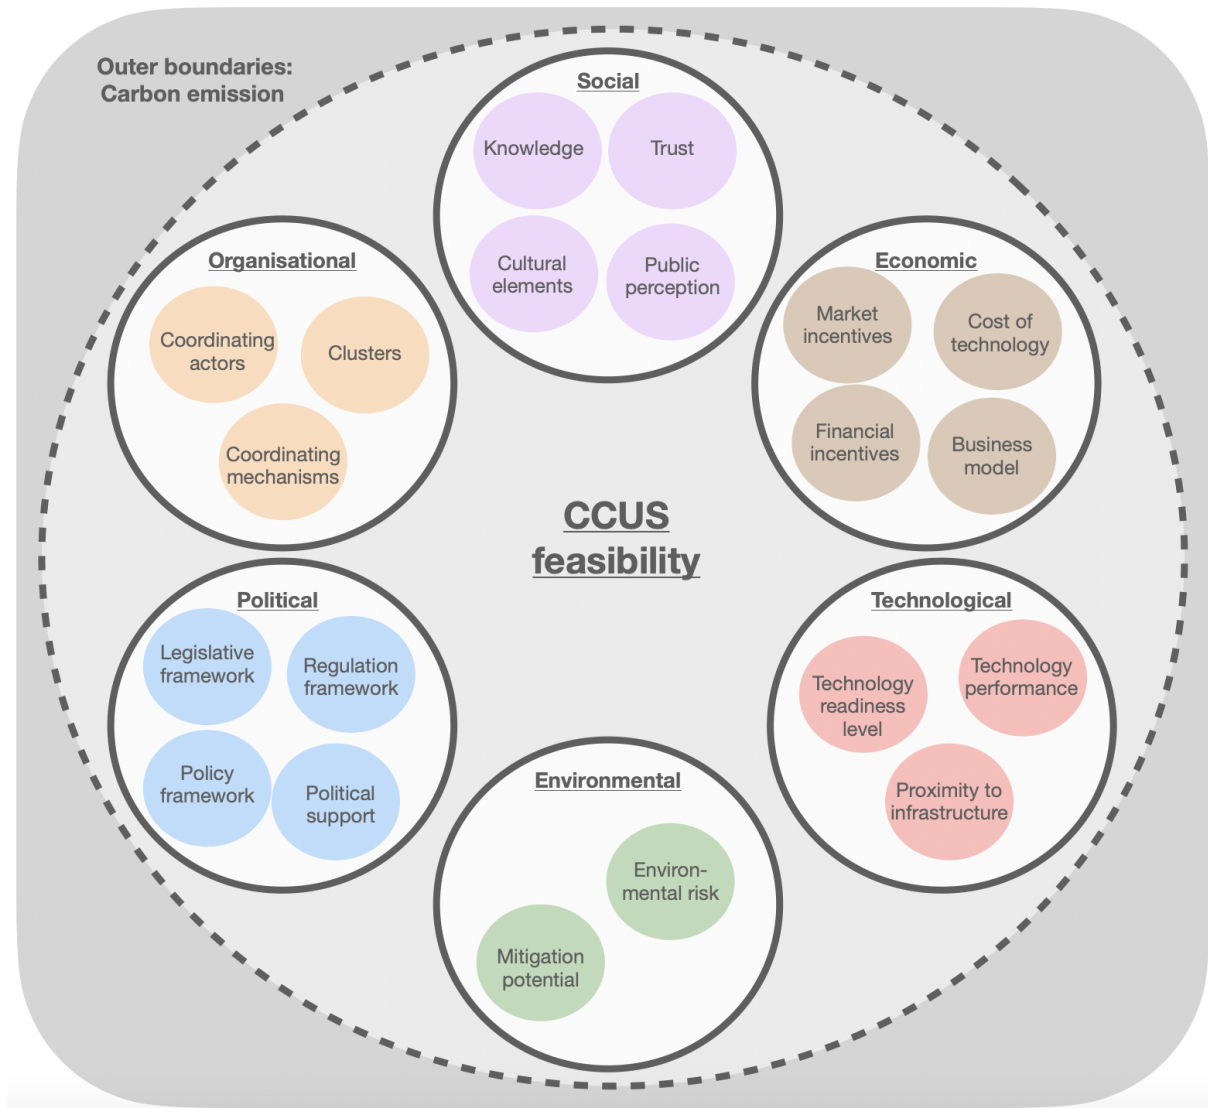 Outer boundaries:
Carbon emission
Social
Knowledge
Trust
Cultural
elements
Public
perception
Organisational
Coordinating
actors
Clusters
Coordinating
mechanisms
Economic
Market
incentives
Cost of
technology
Financial
incentives
Business
model
CCUS
feasibility
Political
Legislative
framework
Regulation
framework
Policy
framework
Political
support
Technological
Technology
readiness
level
Technology
performance
Proximity to
infrastructure
Environmental
Environ-
mental risk
Mitigation
potential